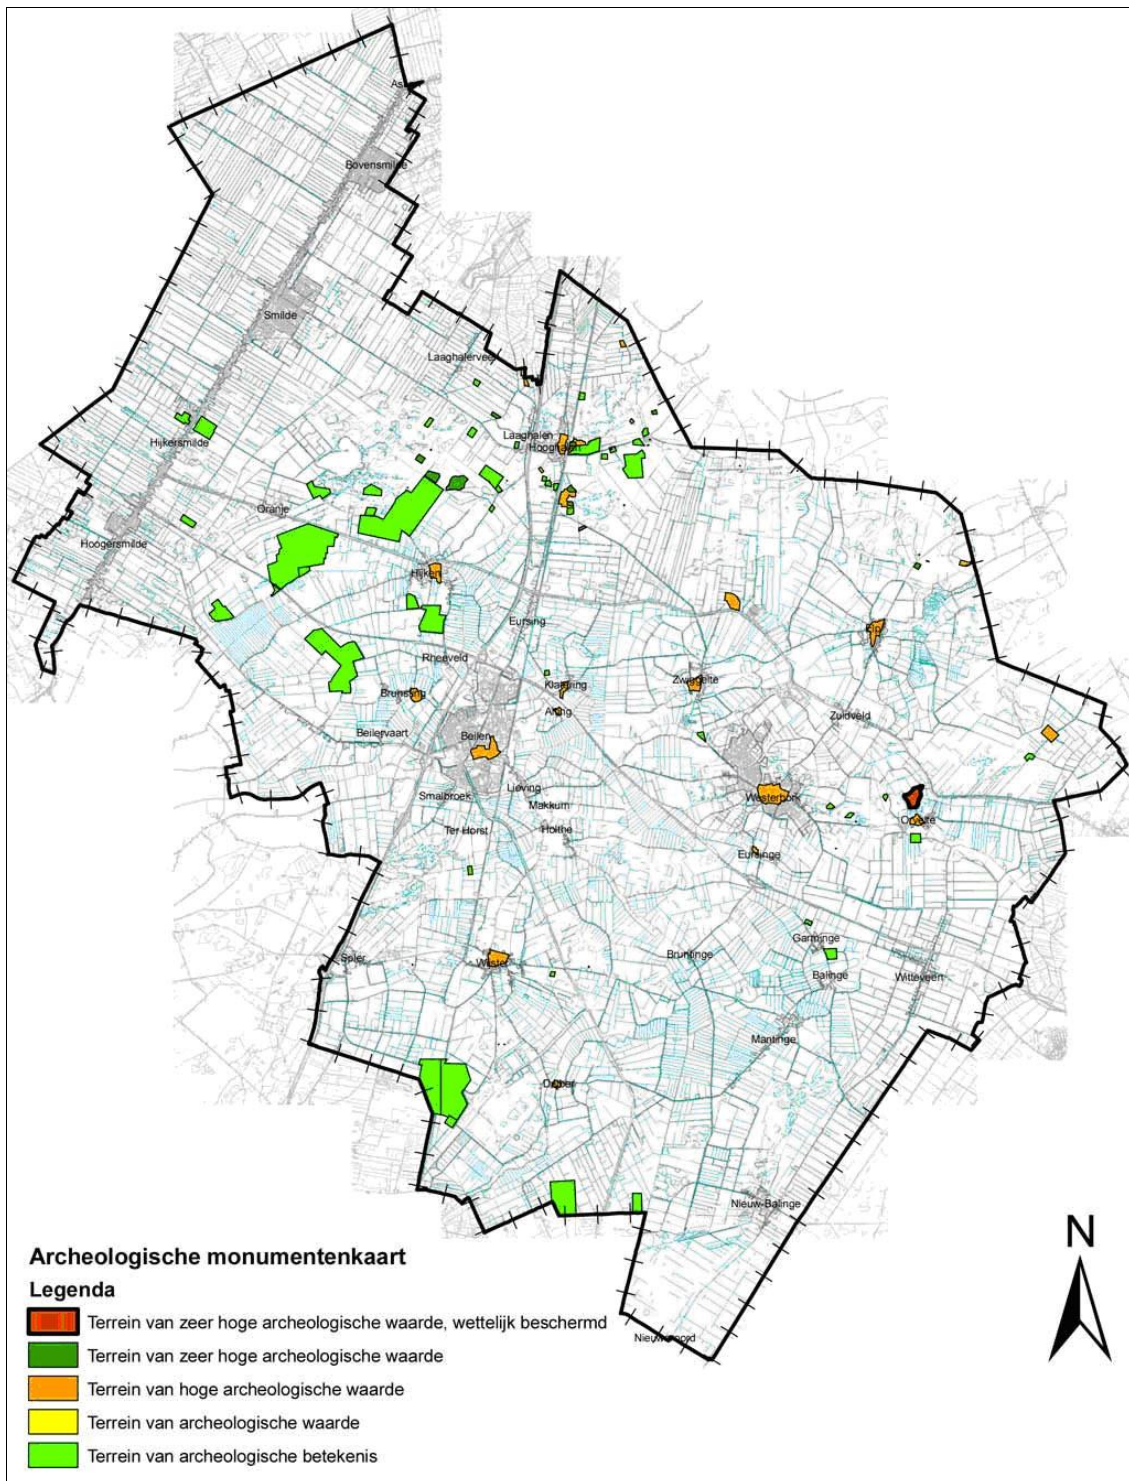 Bovensmilde
Smilde
Laaghalerveen
Hijkersmilde
Laaghalen
Hooghalen
Oranje
Hoogersmilde
Hijken
Eursing
Rheeveld
Klatering
Zwiggelte
Brunsting
Alting
Zuidveld
Beilervaart
Beilen
Lieving
Westerbork
Smalbroek
Makkum
Orvelte
Ter Horst
Holthe
Eursinge
Garminge
Spier
Wijster
Bruntinge
Balinge
Witteveen
Mantinge
Nieuw-Balinge
N
Archeologische monumentenkaart
Legenda
Terrein van zeer hoge archeologische waarde, wettelijk beschermd
Terrein van zeer hoge archeologische waarde
Terrein van hoge archeologische waarde
Terrein van archeologische waarde
Terrein van archeologische betekenis